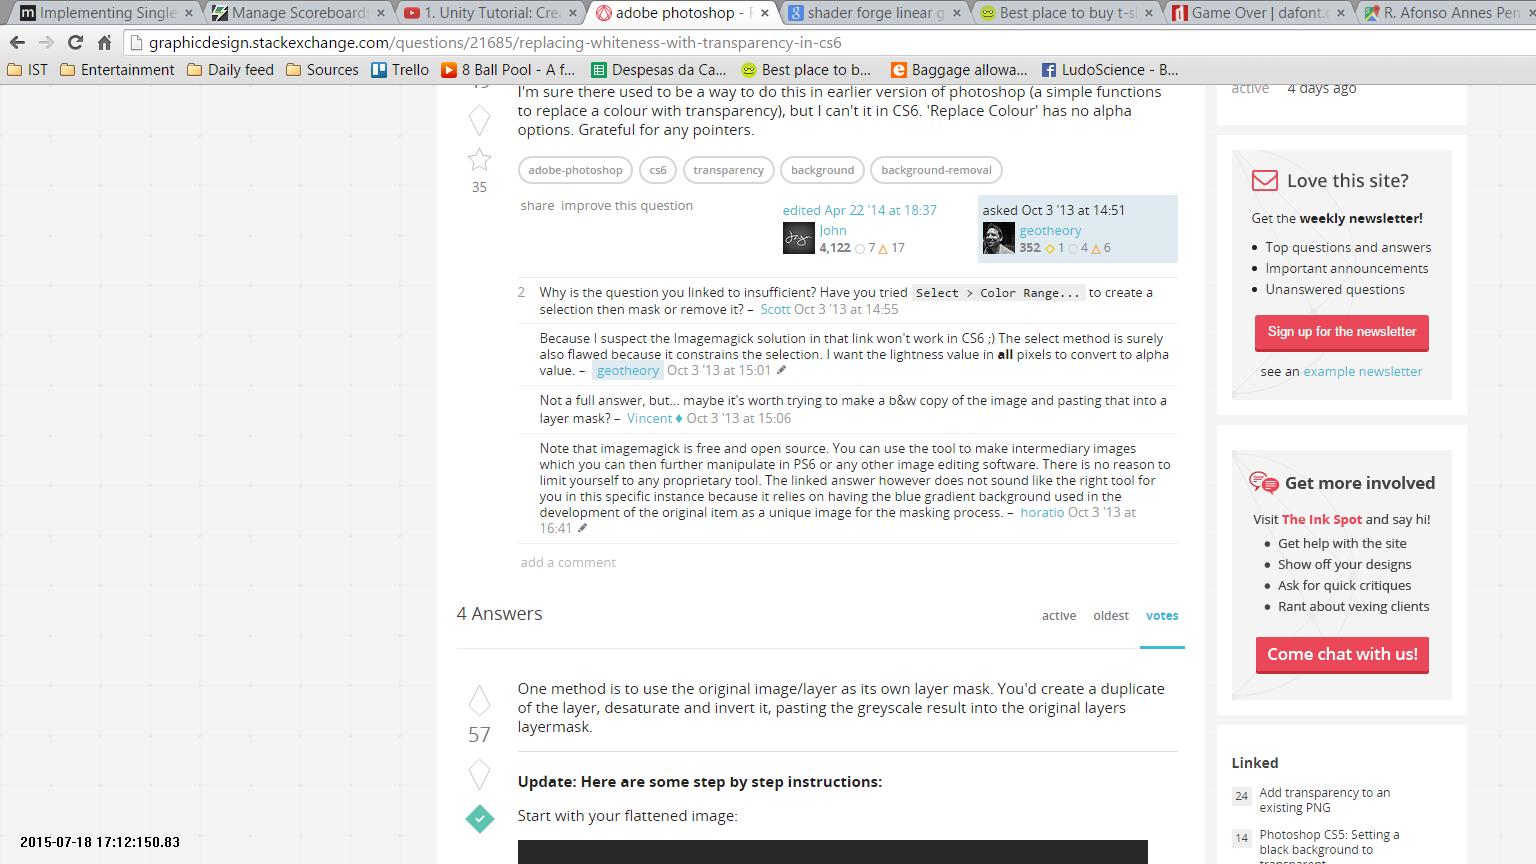 Implementing Single
Manage Scoreboard
1. Unity Tutorial: Cre
adobe photoshop -
shader forge linear g
Best place to buy t-s
Game Over | dafont.c
R. Afonso Annes Pen
graphicdesign.stackexchange.com/questions/21685/replacing-whiteness-with-transparency-in-cs6
IST
Entertainment
Daily feed
Sources
Trello
8 Ball Pool - A f...
Despesas da Ca...
Best place to b...
Baggage allowa...
LudoScience - B...
I'm sure there used to be a way to do this in earlier version of photoshop (a simple functions
to replace a colour with transparency), but I can't it in CS6. 'Replace Colour' has no alpha
options. Grateful for any pointers.
35
adobe-photoshop
cs6
transparency
background
background-removal
share improve this question
edited Apr 22 '14 at 18:37
John
4,122 7 17
asked Oct 3 '13 at 14:51
geotheory
352 1 4 6
2 Why is the question you linked to insufficient? Have you tried Select > Color Range... to create a
selection then mask or remove it? – Scott Oct 3 '13 at 14:55
Because I suspect the Imagemagick solution in that link won't work in CS6 ;) The select method is surely
also flawed because it constrains the selection. I want the lightness value in all pixels to convert to alpha
value. – geotheory Oct 3 '13 at 15:01
Not a full answer, but... maybe it's worth trying to make a b&w copy of the image and pasting that into a
layer mask? – Vincent ♦ Oct 3 '13 at 15:06
Note that imagemagick is free and open source. You can use the tool to make intermediary images
which you can then further manipulate in PS6 or any other image editing software. There is no reason to
limit yourself to any proprietary tool. The linked answer however does not sound like the right tool for
you in this specific instance because it relies on having the blue gradient background used in the
development of the original item as a unique image for the masking process. – horatio Oct 3 '13 at
16:41
add a comment
4 Answers
active
oldest
votes
57
One method is to use the original image/layer as its own layer mask. You'd create a duplicate
of the layer, desaturate and invert it, pasting the greyscale result into the original layers
layermask.
Update: Here are some step by step instructions:
Start with your flattened image:
active 4 days ago
Love this site?
Get the weekly newsletter!
Top questions and answers
Important announcements
Unanswered questions
Sign up for the newsletter
see an example newsletter
Get more involved
Visit The Ink Spot and say hi!
Get help with the site
Show off your designs
Ask for quick critiques
Rant about vexing clients
Come chat with us!
Linked
24 Add transparency to an
existing PNG
14 Photoshop CS5: Setting a
black background to
2015-07-18 17:12:150.83